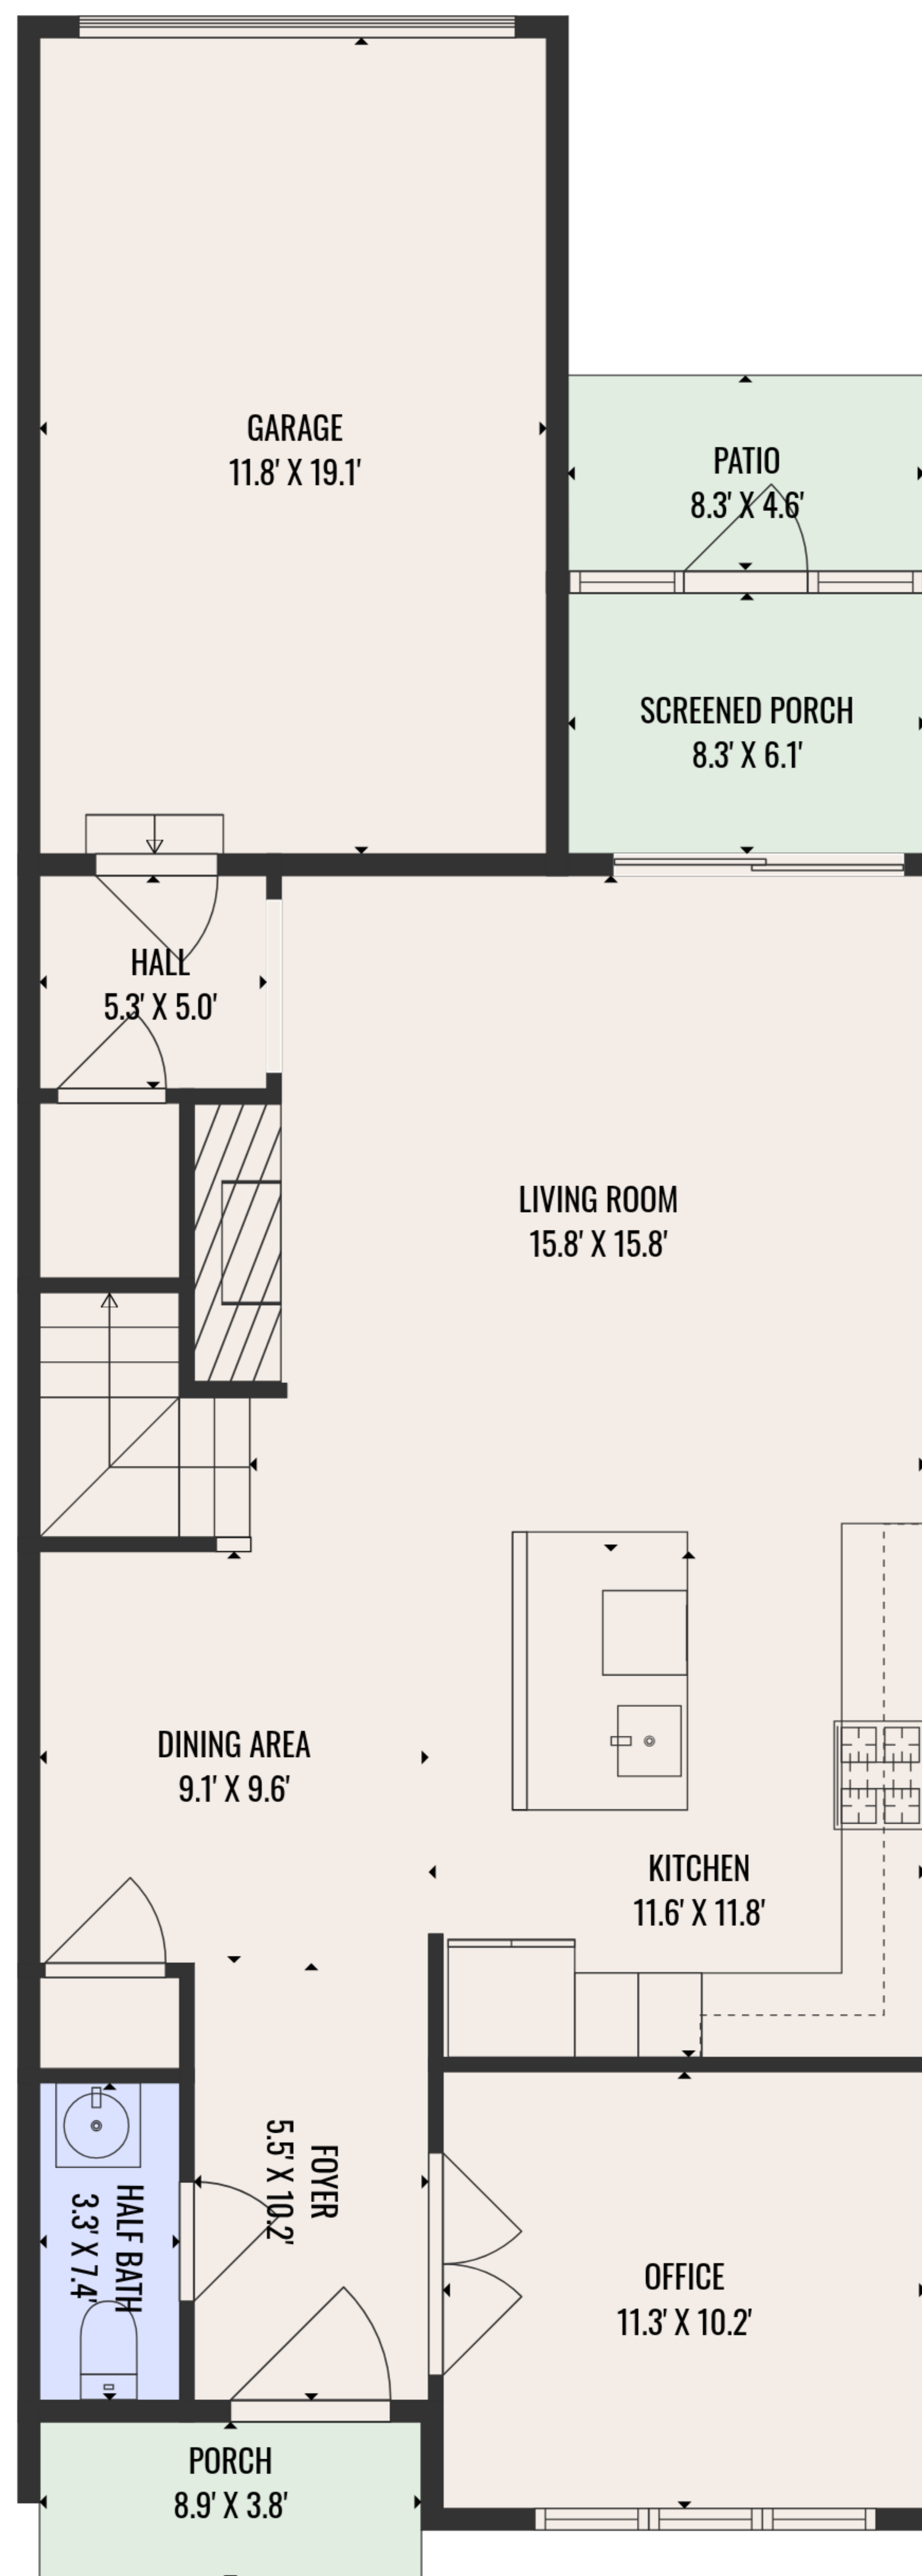 GARAGE
11.8' X 19.1'
PATIO
8.3' X 4.6'
SCREENED PORCH
8.3' X 6.1'
HALL
5.3' X 5.0'
LIVING ROOM
15.8' X 15.8'
DINING AREA
9.1' X 9.6'
KITCHEN
11.6' X 11.8'
FOYER
5.5' X 10.2'
HALF BATH
3.3' X 7.4'
OFFICE
11.3' X 10.2'
PORCH
8.9' X 3.8'